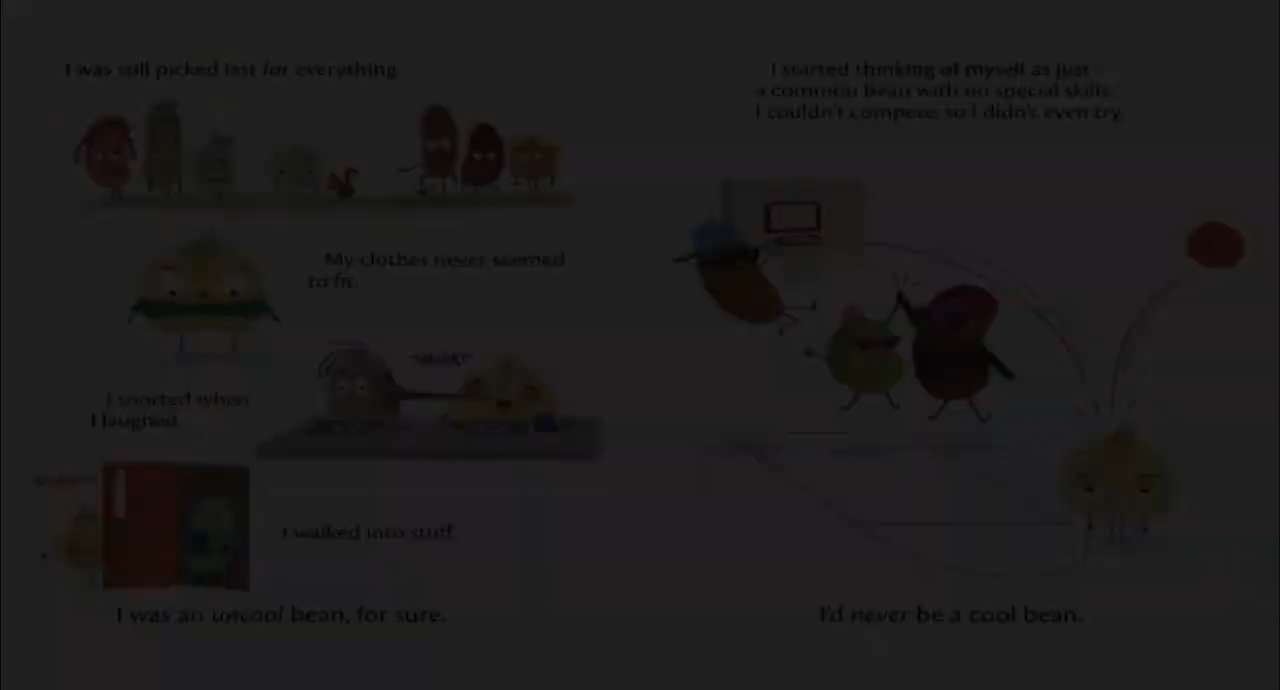 I was still picked last for everything.
My clothes never seemed
to fit.
"SNORK!"
I snorted when
I laughed.
I walked into stuff.
I was an uncool bean, for sure.
I started thinking of myself as just
a common bean with no special skills.
I couldn't compete, so I didn't even try.
I'd never be a cool bean.